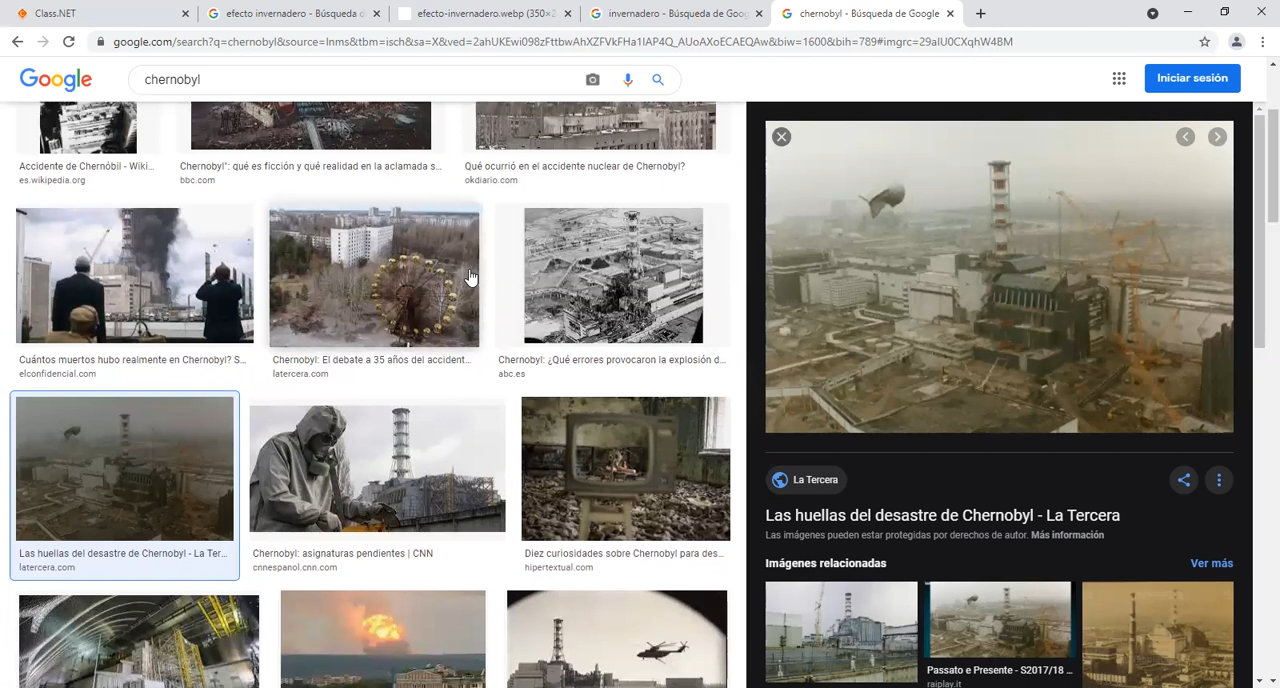 Class.NET
efecto invernadero - Búsqueda d
efecto-invernadero.webp (350×2
invernadero - Búsqueda de Goog
chernobyl - Búsqueda de Google
google.com/search?q=chernobyl&source=lnms&tbm=isch&sa=X&ved=2ahUKEwi098zFttbwAhXZFVkFHa1IAP4Q_AUoAXoECAEQAw&biw=1600&bih=789#imgrc=29aIU0CXqhW4BM
Google
chernobyl
Iniciar sesión
Accidente de Chernóbil - Wiki...
es.wikipedia.org
Chernobyl": qué es ficción y qué realidad en la aclamada s...
bbc.com
Qué ocurrió en el accidente nuclear de Chernobyl?
okdiario.com
Cuántos muertos hubo realmente en Chernobyl? S...
elconfidencial.com
Chernobyl: El debate a 35 años del accident...
latercera.com
Chernobyl: ¿Qué errores provocaron la explosión d...
abc.es
Las huellas del desastre de Chernobyl - La Ter...
latercera.com
Chernobyl: asignaturas pendientes | CNN
cnnespanol.cnn.com
Diez curiosidades sobre Chernobyl para des...
hipertextual.com
La Tercera
Las huellas del desastre de Chernobyl - La Tercera
Las imágenes pueden estar protegidas por derechos de autor. Más información
Imágenes relacionadas
Ver más
Passato e Presente - S2017/18 ...
raiplay.it